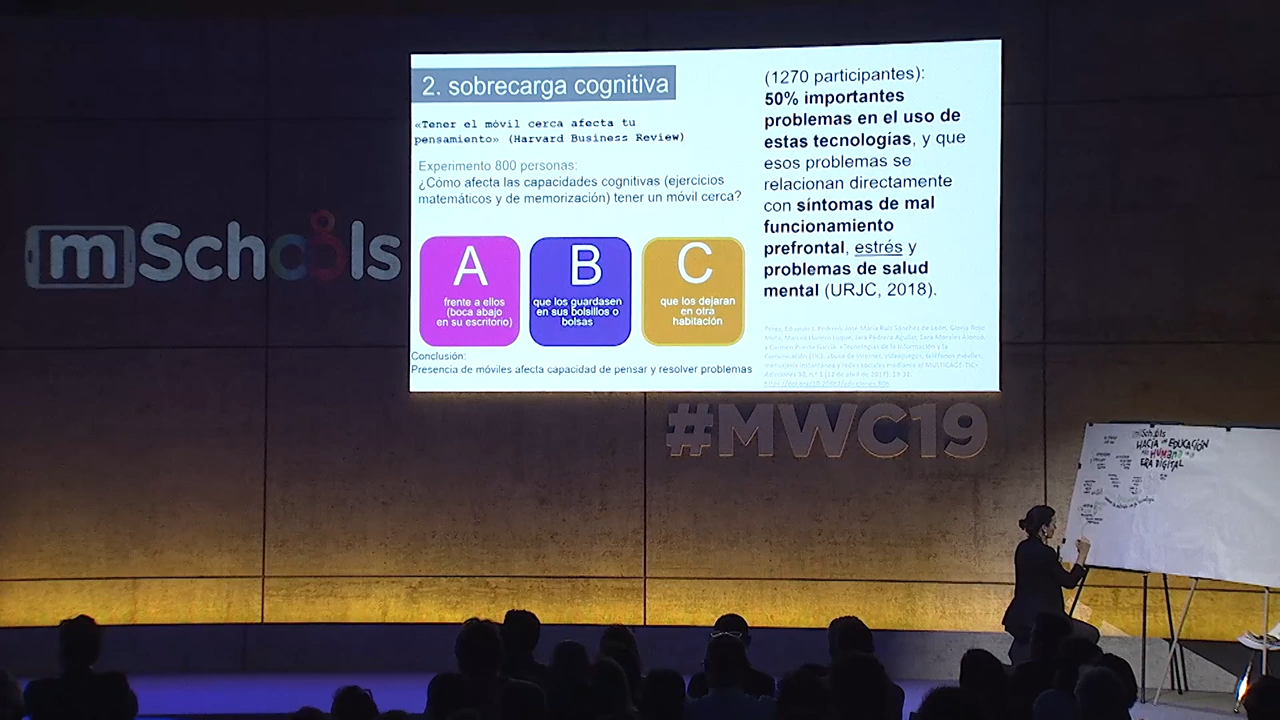 2. sobrecarga cognitiva
«Tener el móvil cerca afecta tu
pensamiento» (Harvard Business Review)
Experimento 800 personas:
¿Cómo afecta las capacidades cognitivas (ejercicios
matemáticos y de memorización) tener un móvil cerca?
A
frente a ellos
(boca abajo
en su escritorio)
B
que los guardasen
en sus bolsillos o
bolsas
C
que los dejaran
en otra
habitación
Conclusión:
Presencia de móviles afecta capacidad de pensar y resolver problemas
(1270 participantes):
50% importantes
problemas en el uso de
estas tecnologías, y que
esos problemas se
relacionan directamente
con síntomas de mal
funcionamiento
prefrontal, estrés y
problemas de salud
mental (URJC, 2018).
mSchools
#MWC19
mSchools
HACIA UNA EDUCACIÓN
MÁS HUMANA
ERA DIGITAL